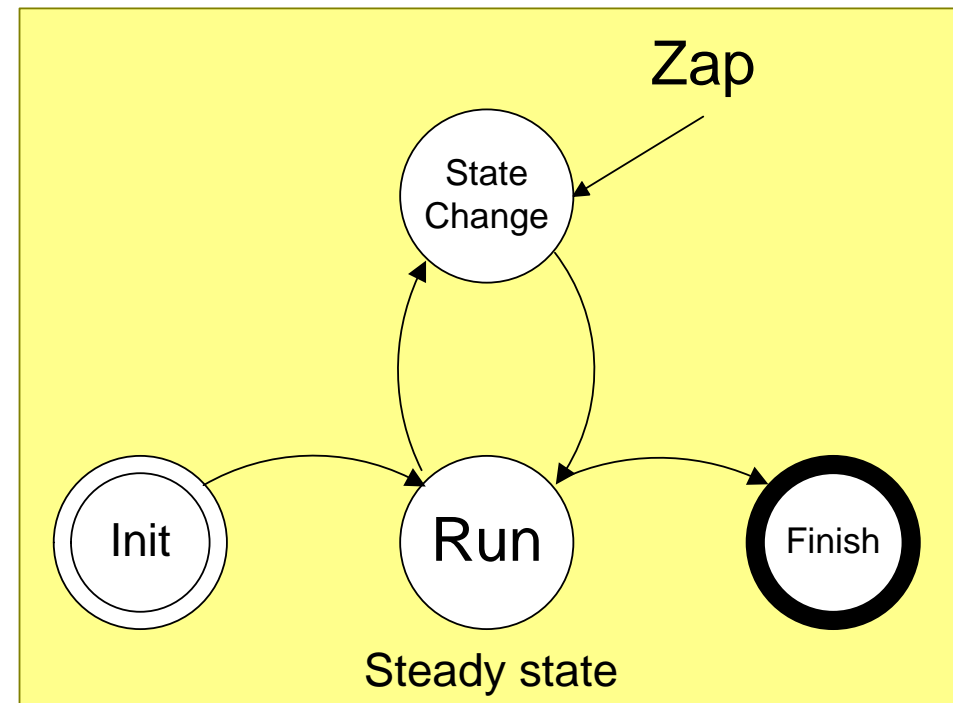 Zap
State
Change
Init
Run
Finish
Steady state